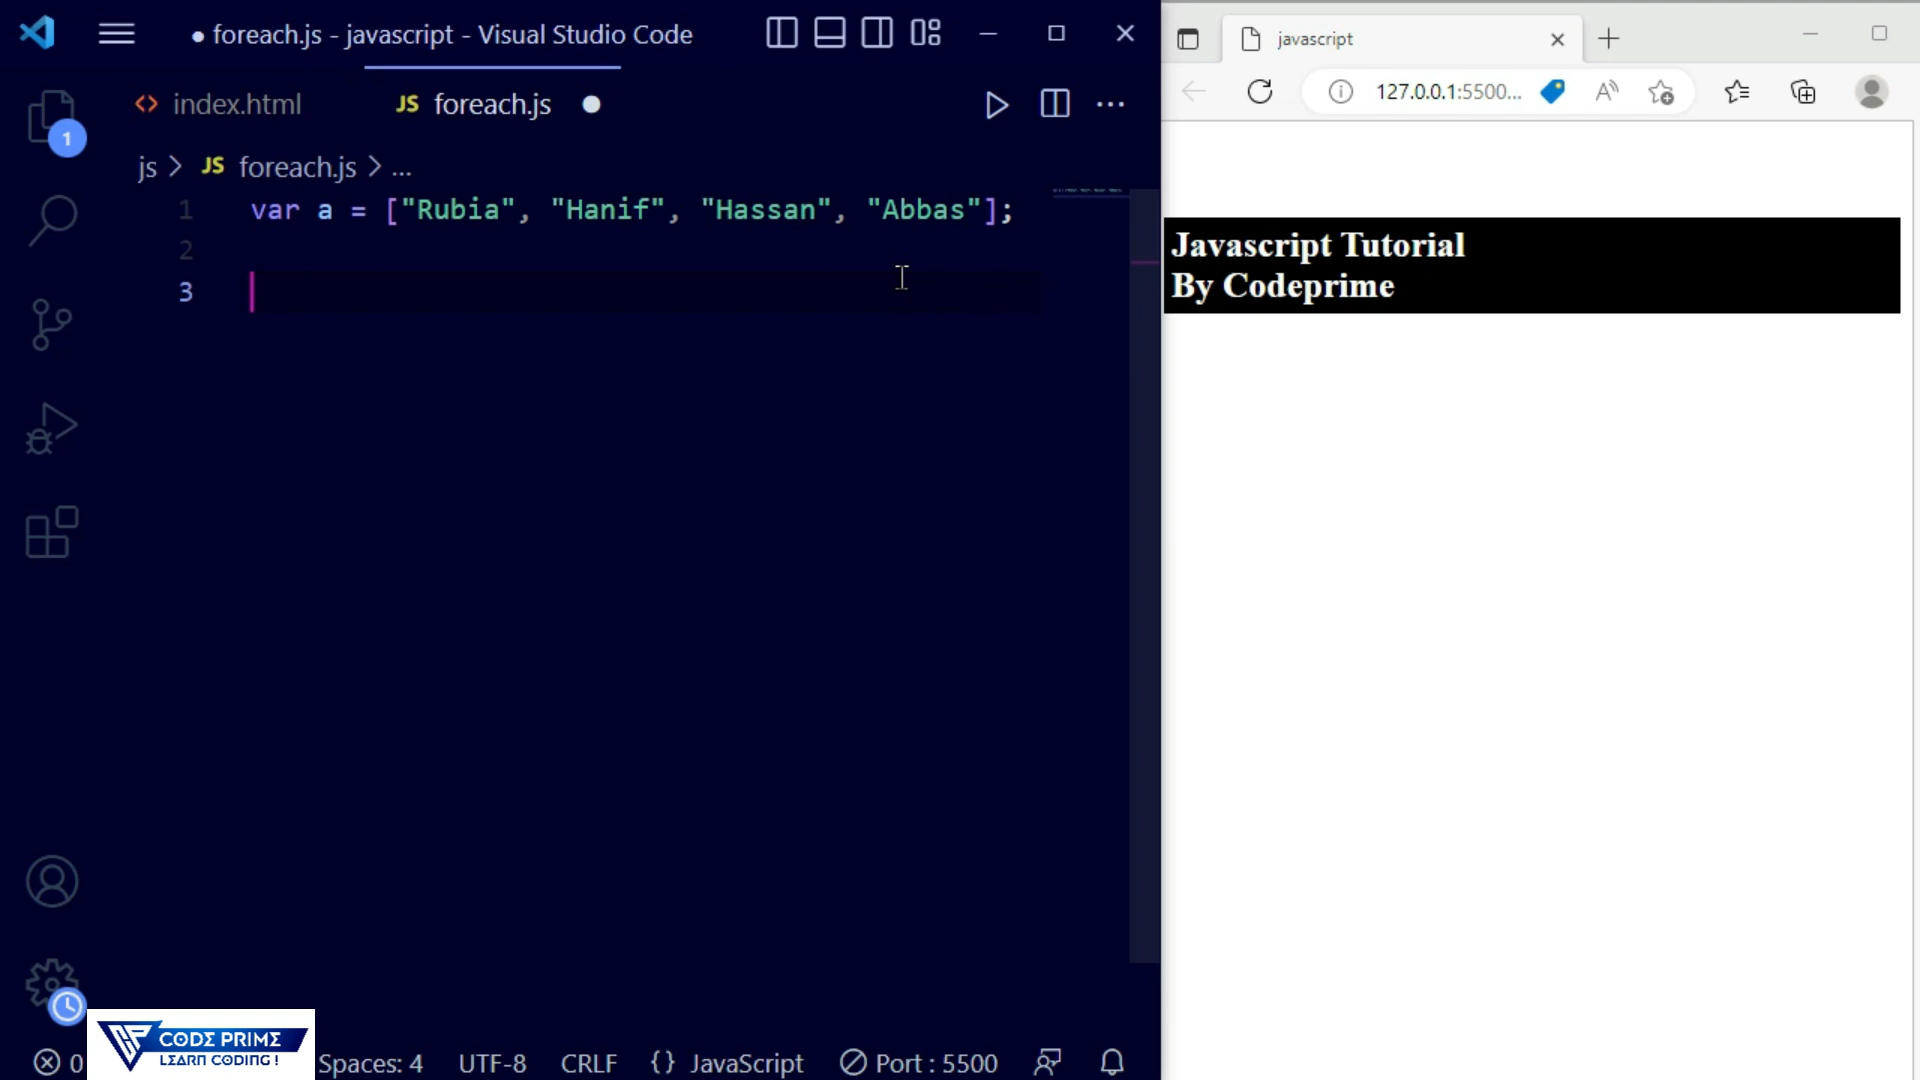 ● foreach.js - javascript - Visual Studio Code
index.html
JS foreach.js ●
js > JS foreach.js > ...
1 var a = ["Rubia", "Hanif", "Hassan", "Abbas"];
2
3
1
0
Spaces: 4 UTF-8 CRLF {} JavaScript Port : 5500
CODE PRIME
LEARN CODING !
javascript
127.0.0.1:5500...
Javascript Tutorial
By Codeprime